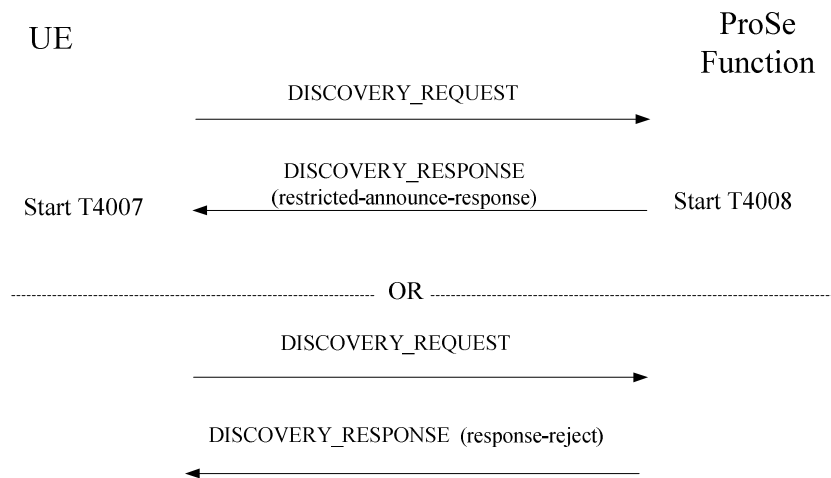 UE
ProSe
Function
DISCOVERY_REQUEST
DISCOVERY_RESPONSE
(restricted-announce-response)
Start T4007
Start T4008
OR
DISCOVERY_REQUEST
DISCOVERY_RESPONSE (response-reject)